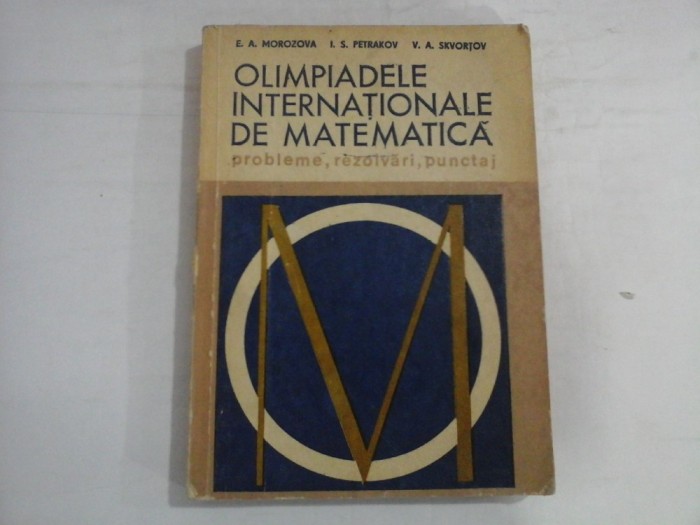 E. A. MOROZOVA I. S. PETRAKOV V. A. SKVORȚOV
OLIMPIADELE
INTERNAȚIONALE
DE MATEMATICĂ
probleme, rezolvări, punctaj